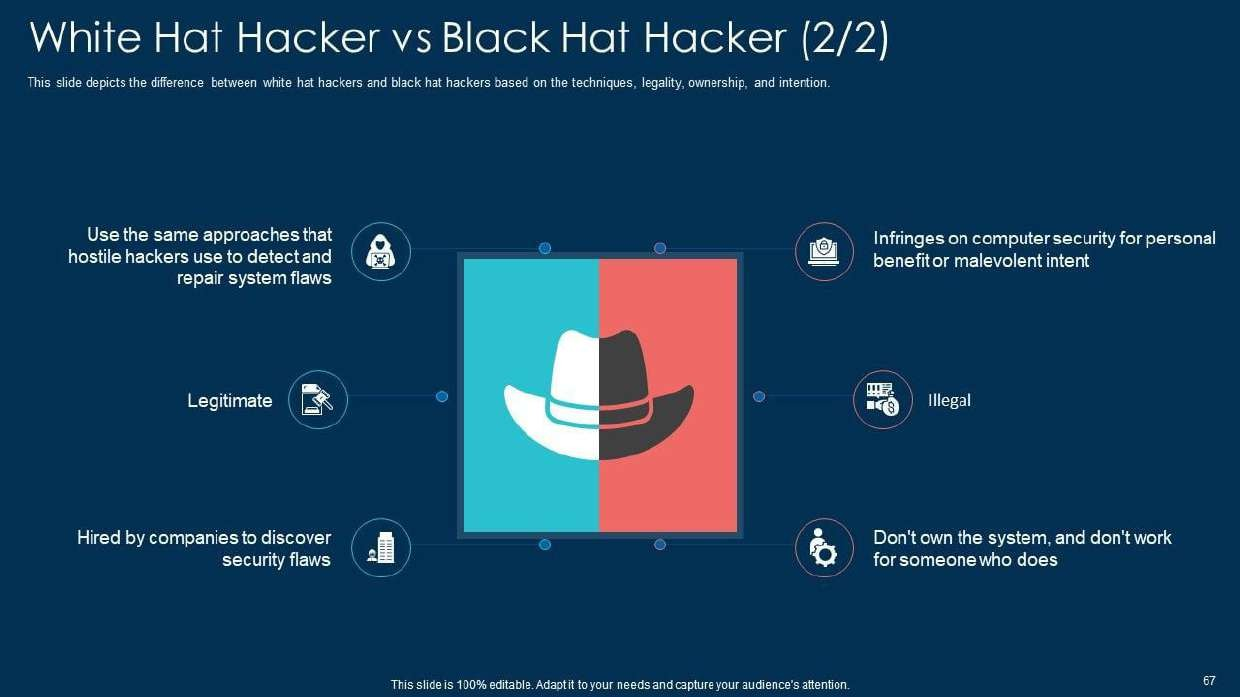 White Hat Hacker vs Black Hat Hacker (2/2)
This slide depicts the difference between white hat hackers and black hat hackers based on the techniques, legality, ownership, and intention.
Use the same approaches that
hostile hackers use to detect and
repair system flaws
Legitimate
Hired by companies to discover
security flaws
Infringes on computer security for personal
benefit or malevolent intent
Illegal
Don't own the system, and don't work
for someone who does
This slide is 100% editable. Adapt it to your needs and capture your audience's attention.
67